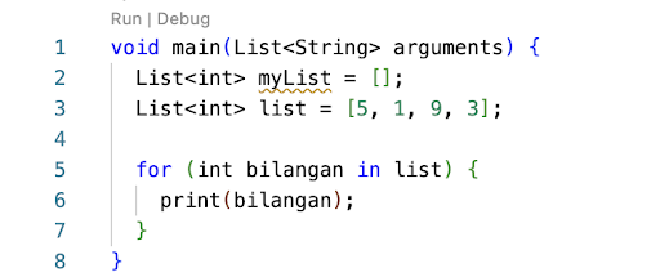 Run | Debug
1 void main(List<String> arguments) {
2   List<int> myList = [];
3   List<int> list = [5, 1, 9, 3];
4
5   for (int bilangan in list) {
6     print(bilangan);
7   }
8 }